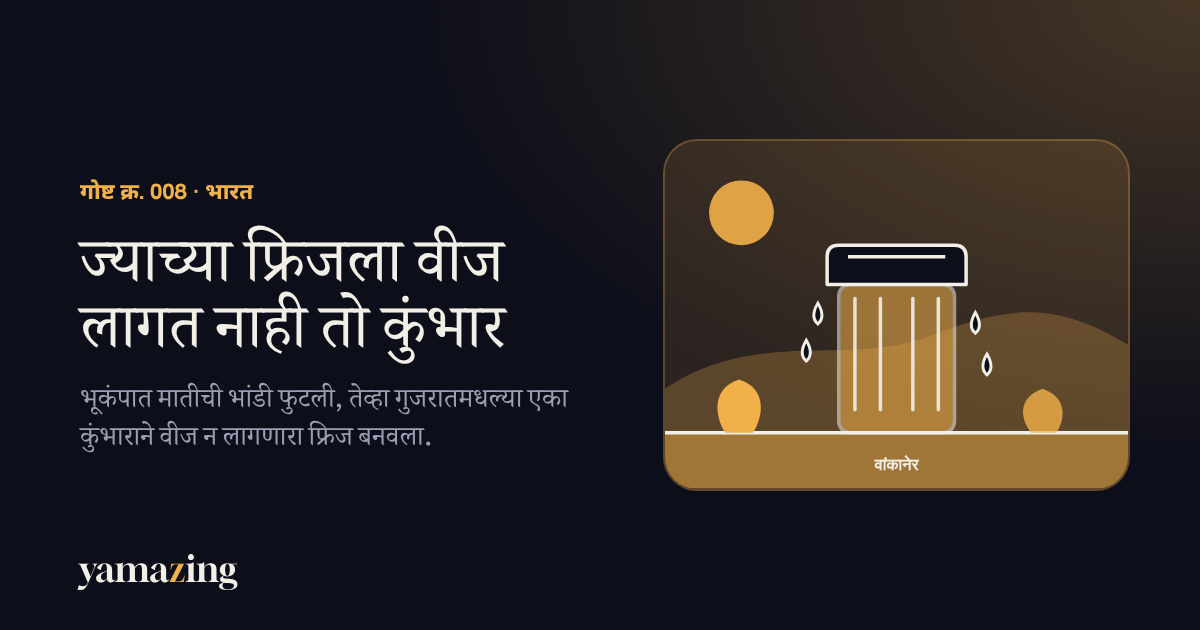 गोष्ट क्र. 008 · भारत
ज्याच्या फ्रिजला वीज
लागत नाही तो कुंभार
भूकंपात मातीची भांडी फुटली, तेव्हा गुजरातमधल्या एका
कुंभाराने वीज न लागणारा फ्रिज बनवला.
वांकानेर
yamazing